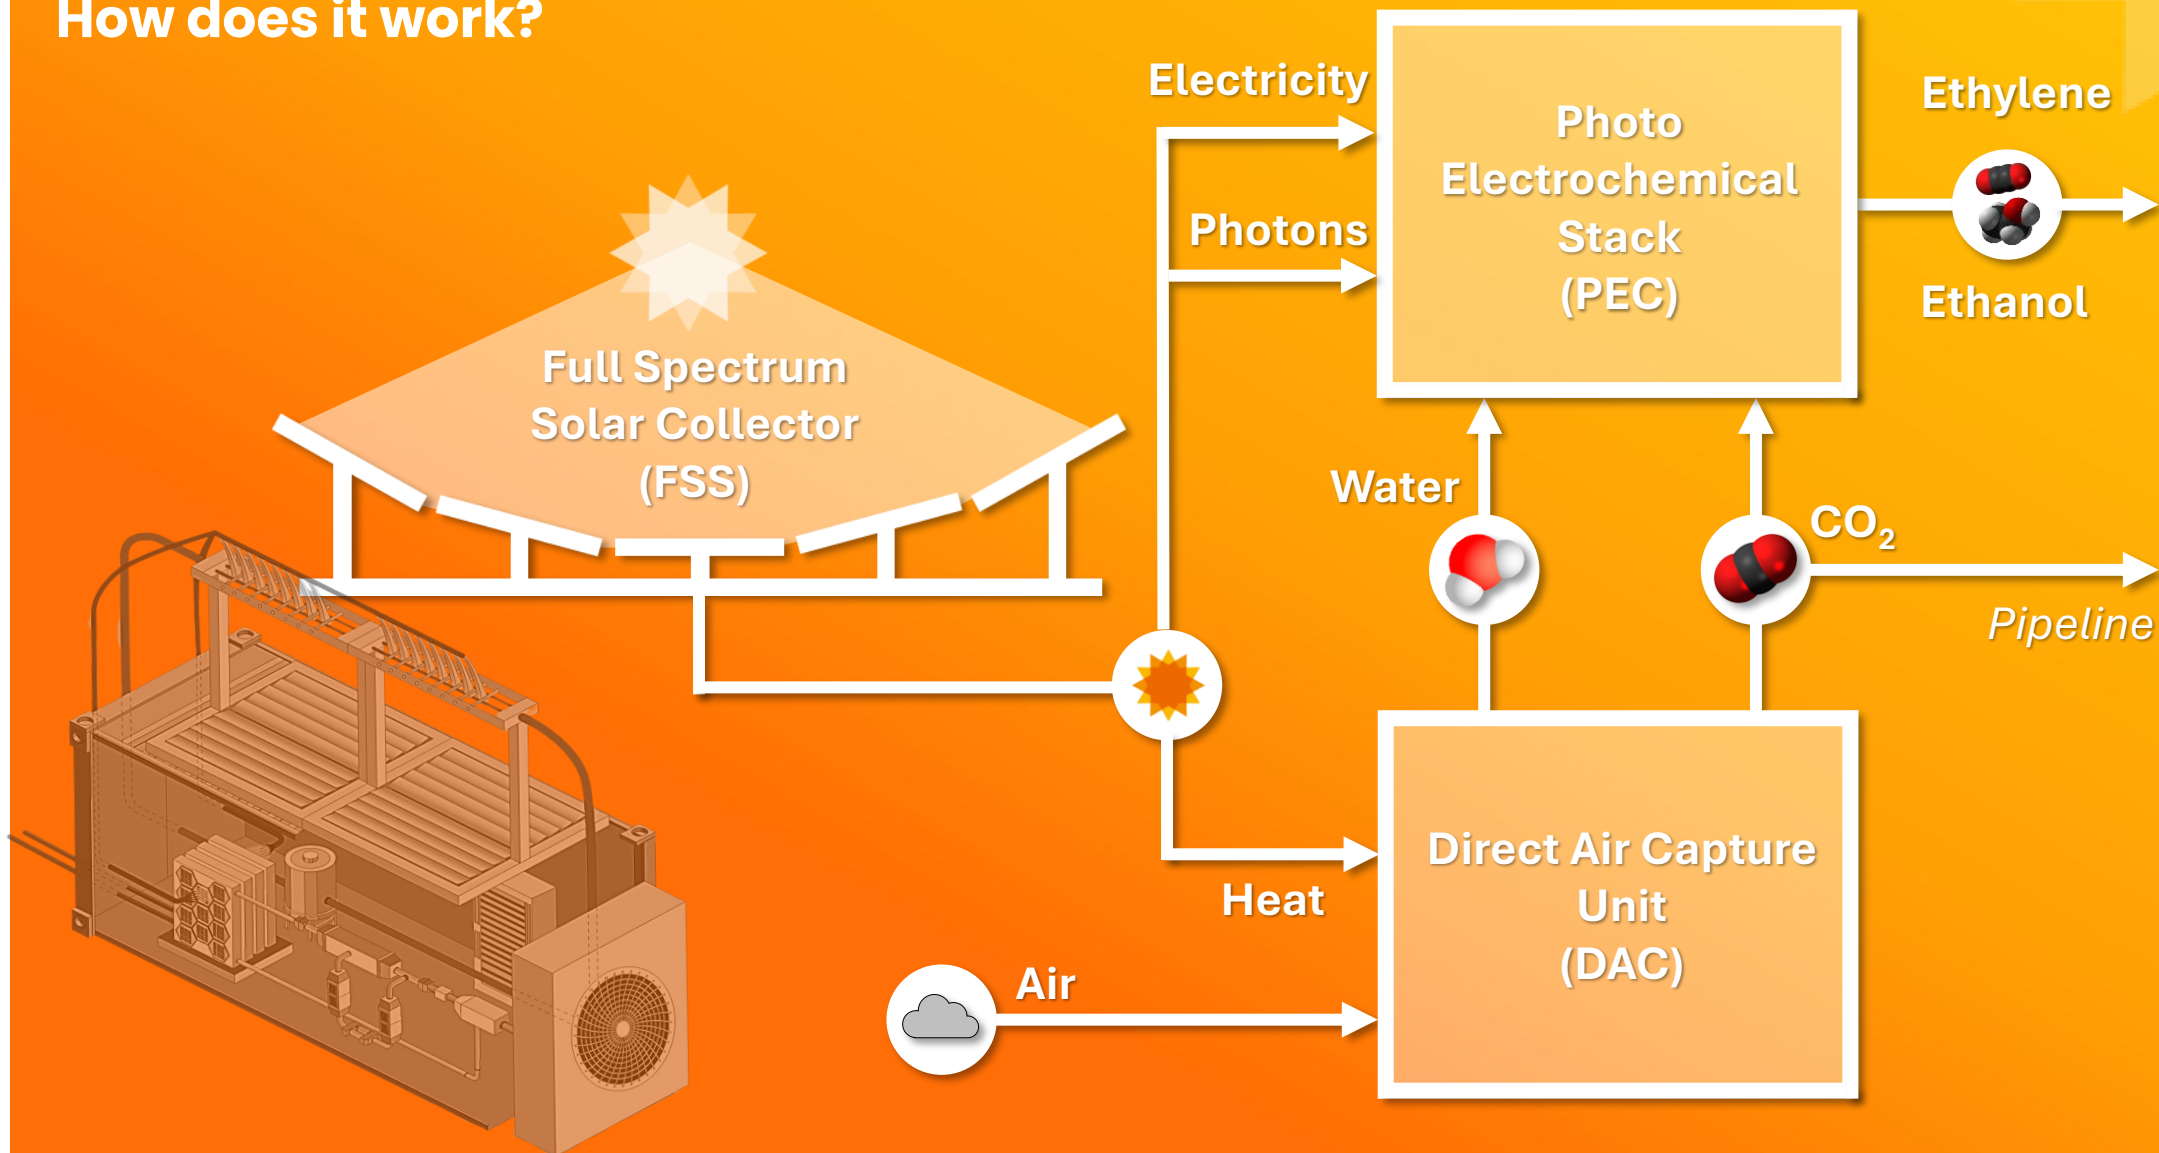 How does it work?
Electricity
Photons
Photo
Electrochemical
Stack
(PEC)
Ethylene
Ethanol
Full Spectrum
Solar Collector
(FSS)
Water
CO₂
Pipeline
Heat
Air
Direct Air Capture
Unit
(DAC)